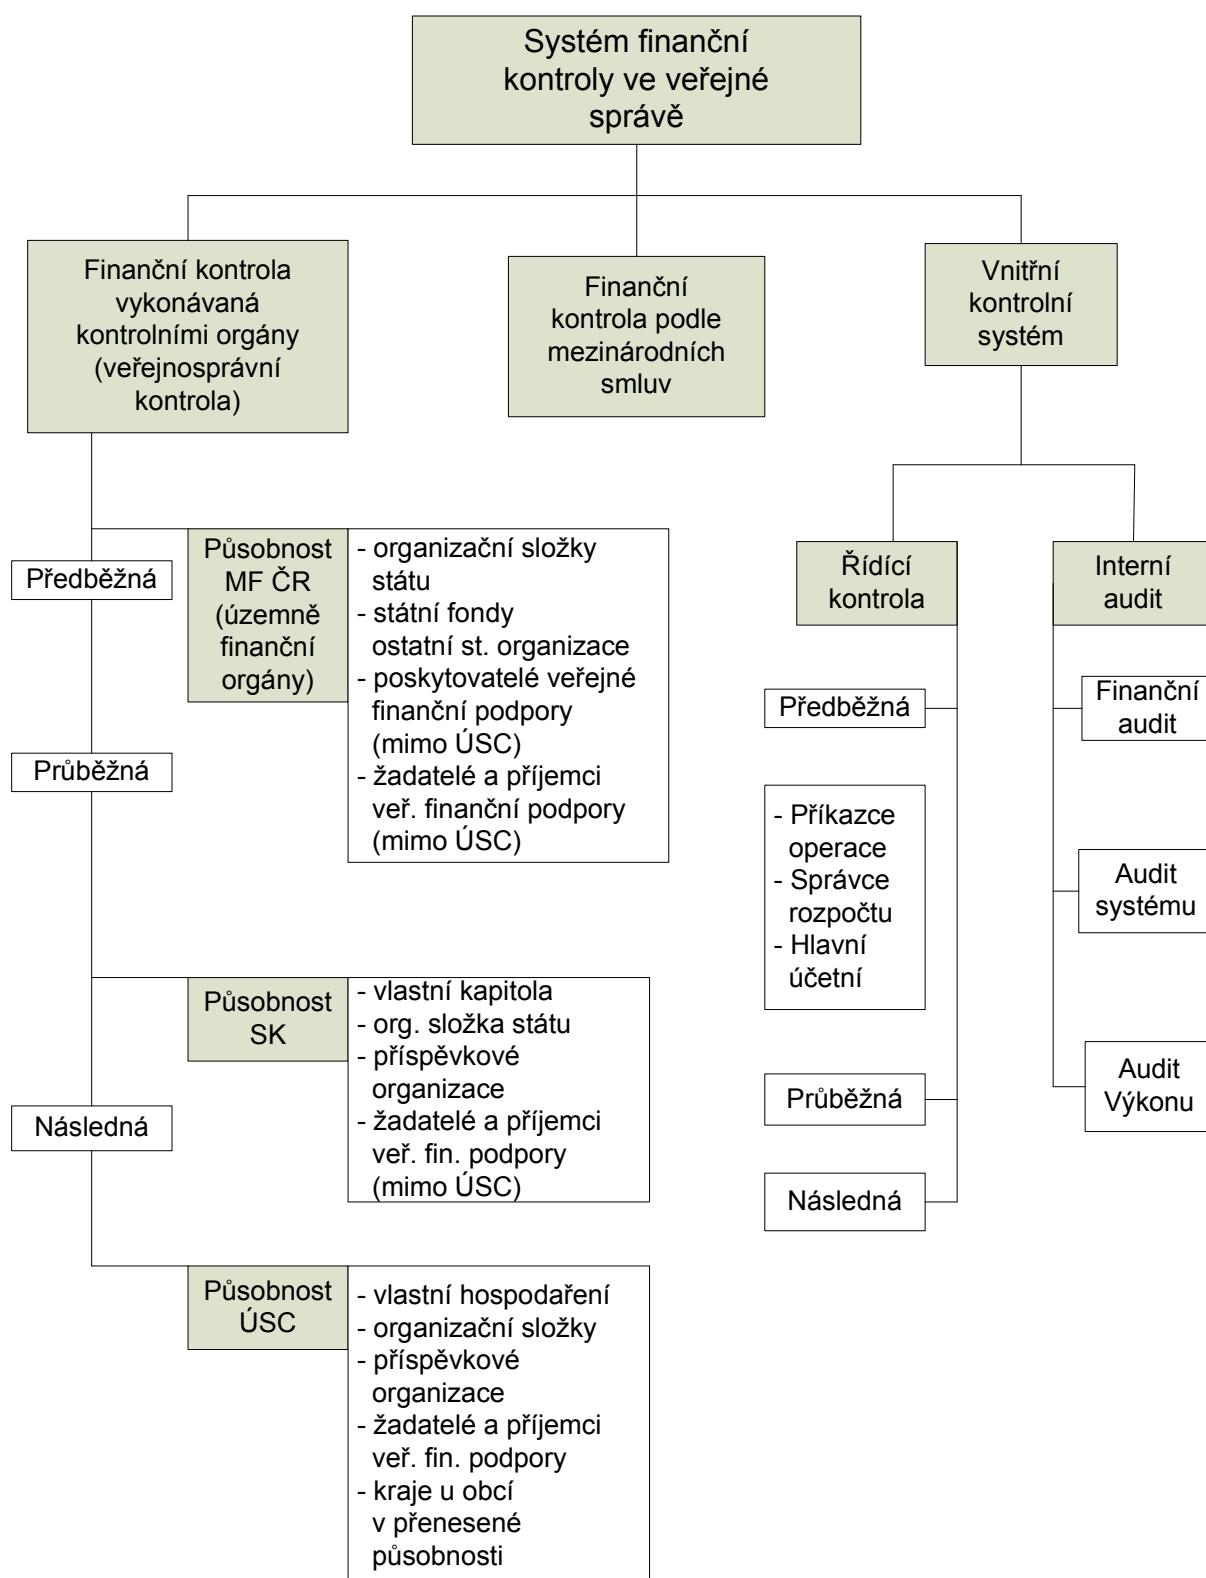 Systém finanční
kontroly ve veřejné
správě
Finanční kontrola
vykonávaná
kontrolními orgány
(veřejnosprávní
kontrola)
Finanční
kontrola podle
mezinárodních
smluv
Vnitřní
kontrolní
systém
Předběžná
Průběžná
Následná
Působnost
MF ČR
(územně
finanční
orgány)
- organizační složky
státu
- státní fondy
ostatní st. organizace
- poskytovatelé veřejné
finanční podpory
(mimo ÚSC)
- žadatelé a příjemci
veř. finanční podpory
(mimo ÚSC)
Působnost
SK
- vlastní kapitola
- org. složka státu
- příspěvkové
organizace
- žadatelé a příjemci
veř. fin. podpory
(mimo ÚSC)
Působnost
ÚSC
- vlastní hospodaření
- organizační složky
- příspěvkové
organizace
- žadatelé a příjemci
veř. fin. podpory
- kraje u obcí
v přenesené
působnosti
Řídící
kontrola
Předběžná
- Příkazce
operace
- Správce
rozpočtu
- Hlavní
účetní
Průběžná
Následná
Interní
audit
Finanční
audit
Audit
systému
Audit
Výkonu